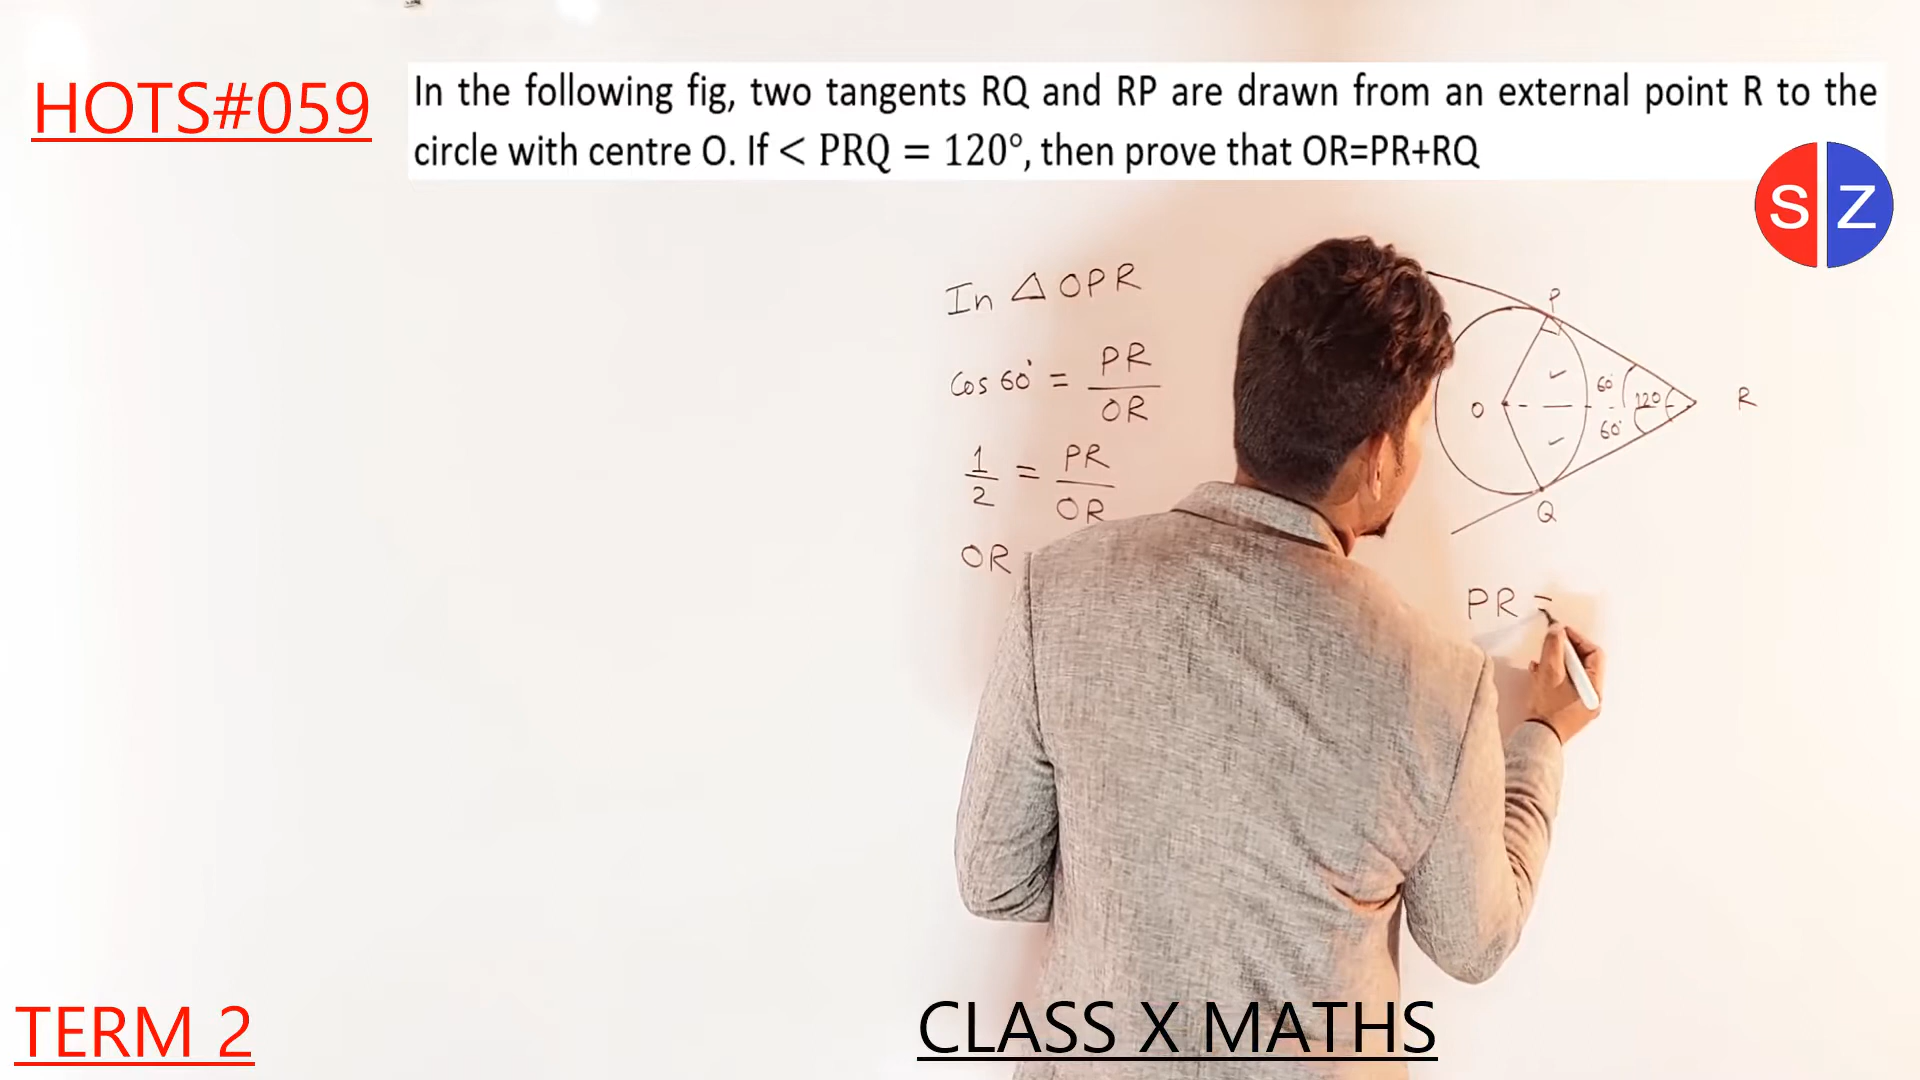 HOTS#059
In the following fig, two tangents RQ and RP are drawn from an external point R to the
circle with centre O. If < PRQ = 120°, then prove that OR=PR+RQ
S Z
In △ OPR
Cos 60° = PR/OR
1/2 = PR/OR
OR
P
60°
120
O
R
60°
Q
PR =
TERM 2
CLASS X MATHS